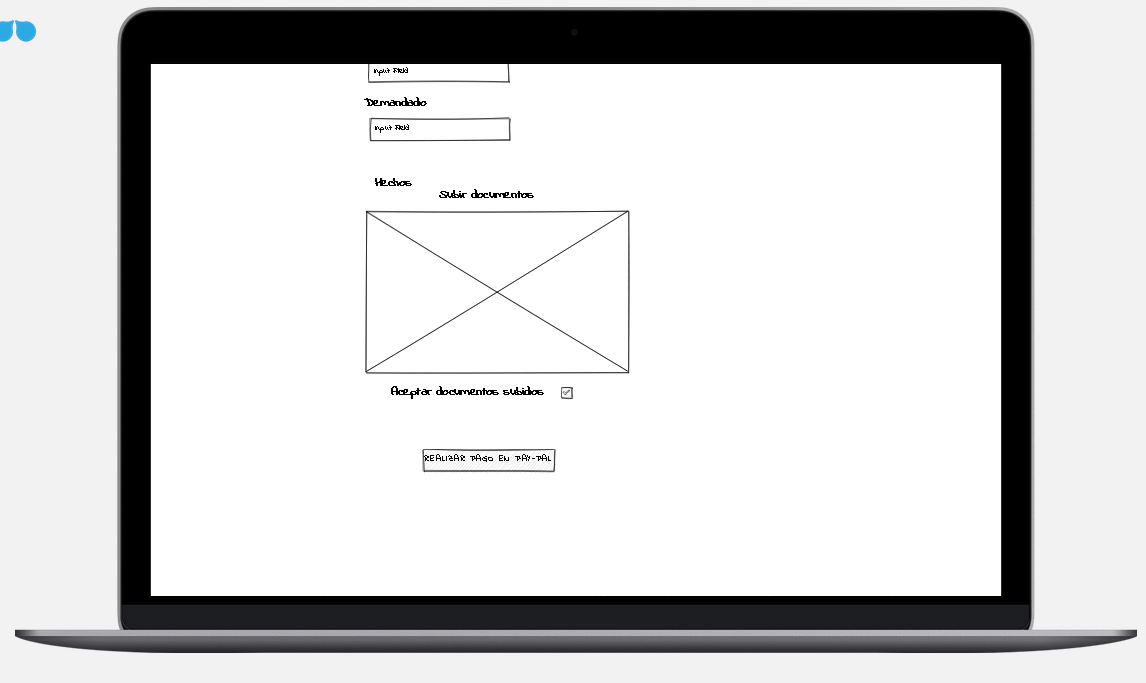 Input Field
Demandado
Input Field
Hechos
Subir documentos
Aceptar documentos subidos
REALIZAR PAGO EN PAY-PAL